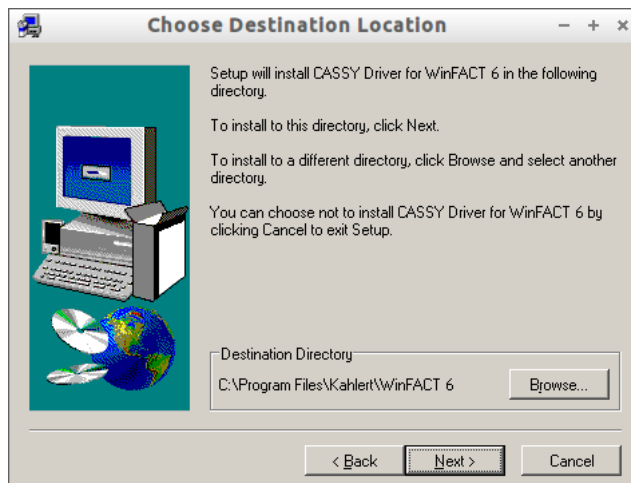 Choose Destination Location
Setup will install CASSY Driver for WinFACT 6 in the following
directory.
To install to this directory, click Next.
To install to a different directory, click Browse and select another
directory.
You can choose not to install CASSY Driver for WinFACT 6 by
clicking Cancel to exit Setup.
Destination Directory
C:\Program Files\Kahlert\WinFACT 6
Browse...
< Back
Next >
Cancel